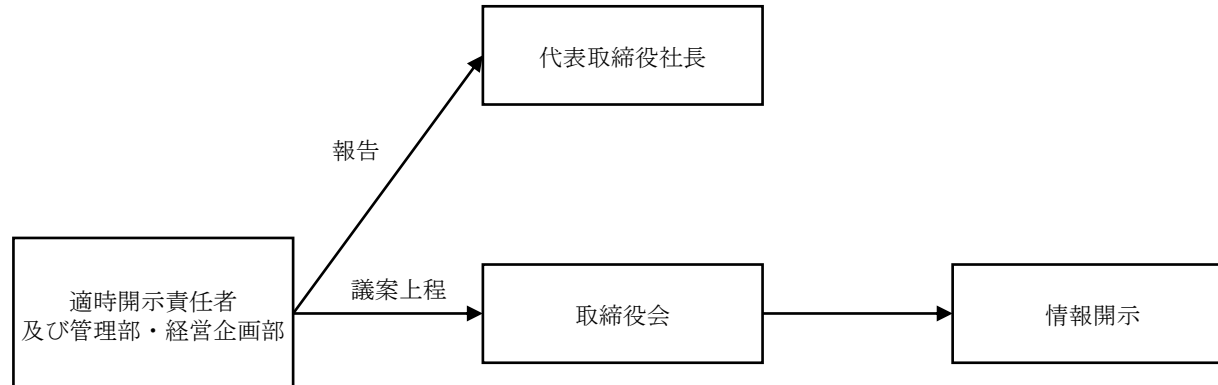 代表取締役社長
報告
適時開示責任者
及び管理部・経営企画部
議案上程
取締役会
情報開示